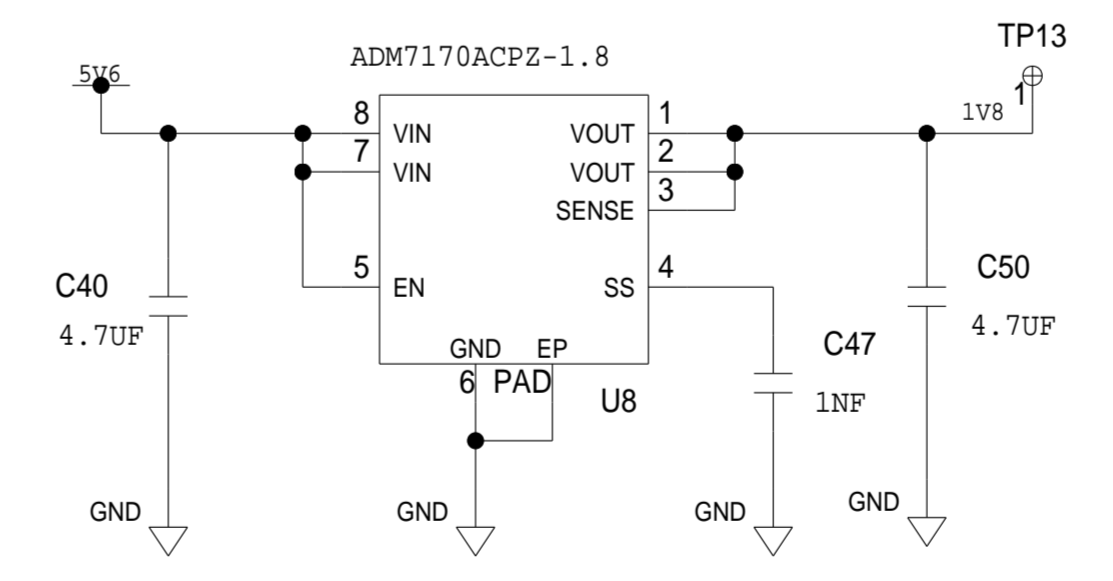 TP13
ADM7170ACPZ-1.8
5V6
1
1V8
8
VIN
VOUT
1
7
VIN
VOUT
2
SENSE
3
5
EN
SS
4
C40
4.7UF
C50
4.7UF
GND
EP
6
PAD
U8
C47
1NF
GND
GND
GND
GND